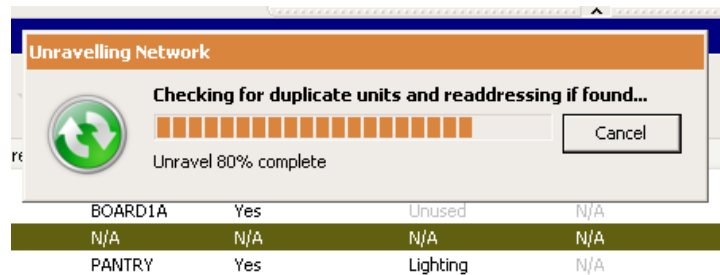 Unravelling Network
Checking for duplicate units and readdressing if found...
Cancel
Unravel 80% complete
re
BOARD1A Yes Unused N/A
N/A N/A N/A N/A
PANTRY Yes Lighting N/A